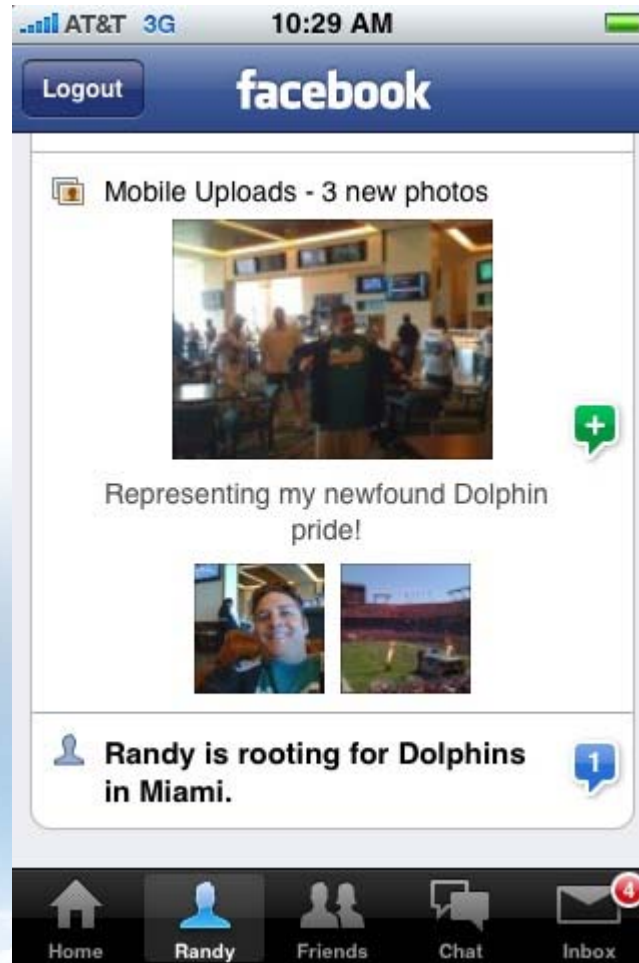 AT&T 3G 10:29 AM
Logout facebook
Mobile Uploads - 3 new photos
Representing my newfound Dolphin
pride!
Randy is rooting for Dolphins
in Miami.
+
1
4
Home Randy Friends Chat Inbox